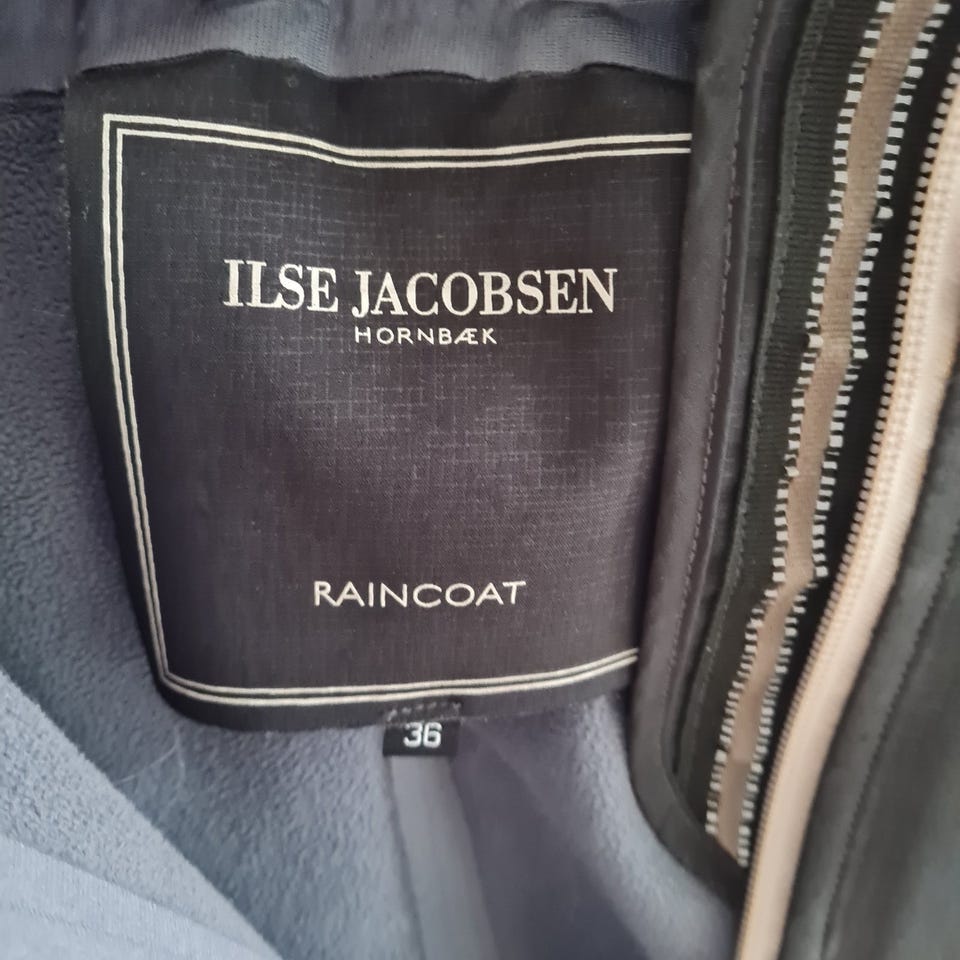 ILSE JACOBSEN
HORNBÆK
RAINCOAT
36